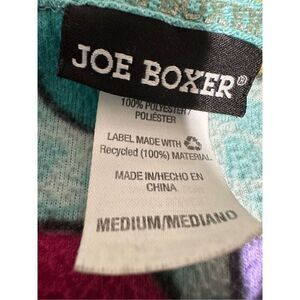 JOE BOXER®
100% POLYESTER/
POLIÉSTER
LABEL MADE WITH ♻
Recycled (100%) MATERIAL
MADE IN/HECHO EN
CHINA
MEDIUM/MEDIANO